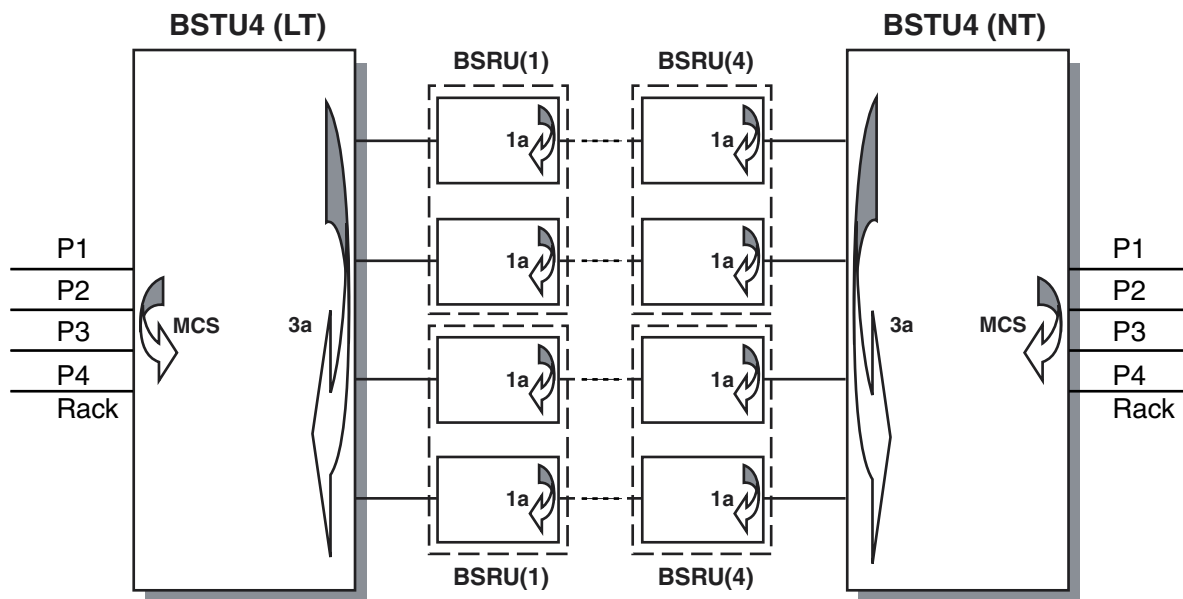 BSTU4 (LT)
BSTU4 (NT)
BSRU(1)
BSRU(4)
1a
1a
1a
1a
P1
P2
P3
P4
Rack
MCS
3a
3a
MCS
P1
P2
P3
P4
Rack
1a
1a
1a
1a
BSRU(1)
BSRU(4)